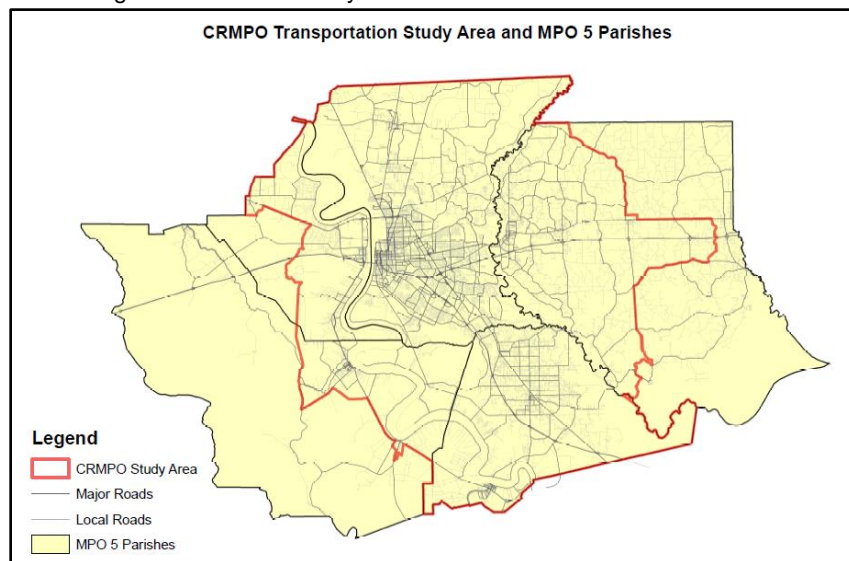 CRMPO Transportation Study Area and MPO 5 Parishes
Legend
CRMPO Study Area
Major Roads
Local Roads
MPO 5 Parishes